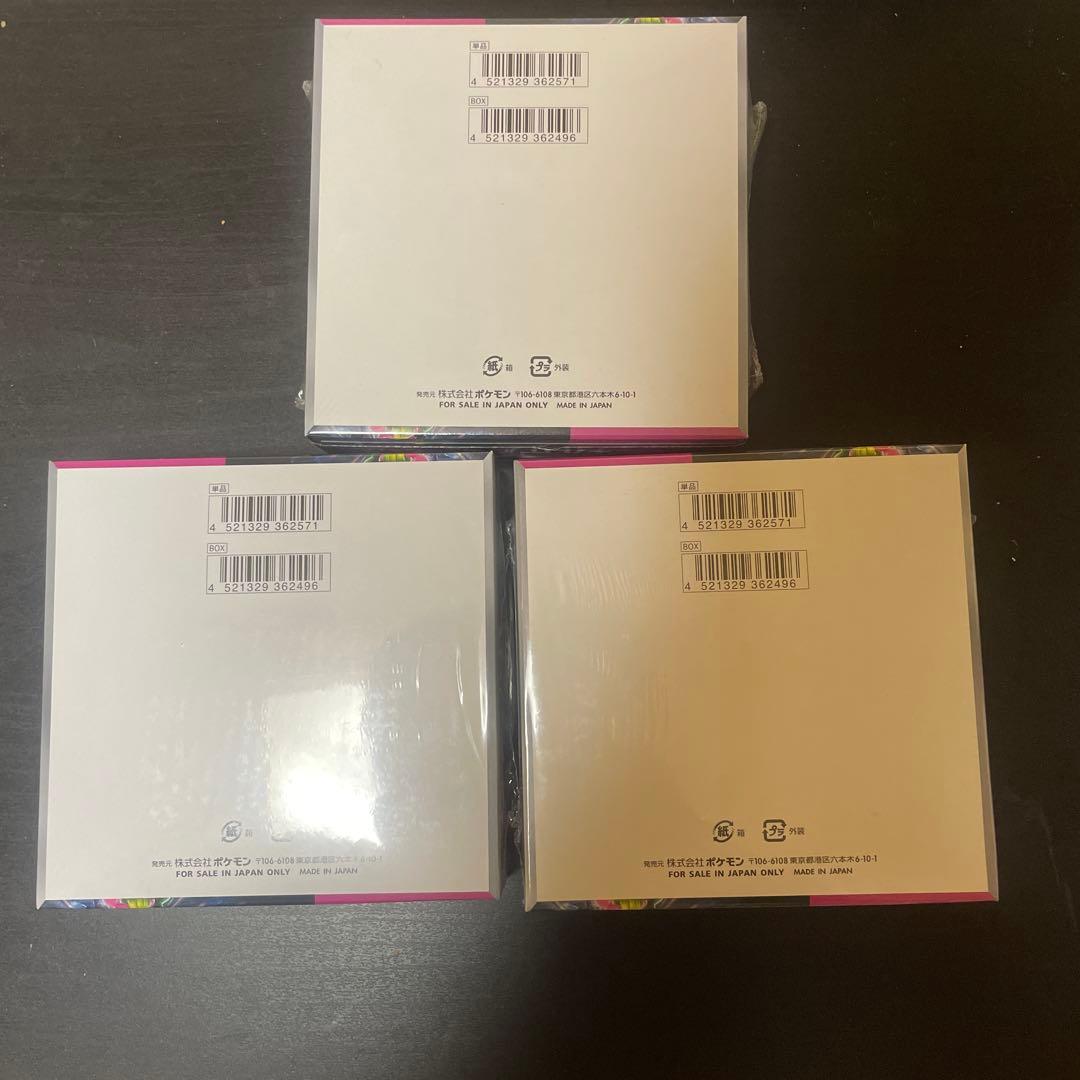 単品
4 521329 362571
BOX
4 521329 362496
紙 箱 プラ 外装
発売元 株式会社ポケモン 〒106-6108 東京都港区六本木6-10-1
FOR SALE IN JAPAN ONLY MADE IN JAPAN
単品
4 521329 362571
BOX
4 521329 362496
紙 箱
発売元 株式会社ポケモン 〒106-6108 東京都港区六本木6-10-1
FOR SALE IN JAPAN ONLY MADE IN JAPAN
単品
4 521329 362571
BOX
4 521329 362496
紙 箱 プラ 外装
発売元 株式会社ポケモン 〒106-6108 東京都港区六本木6-10-1
FOR SALE IN JAPAN ONLY MADE IN JAPAN